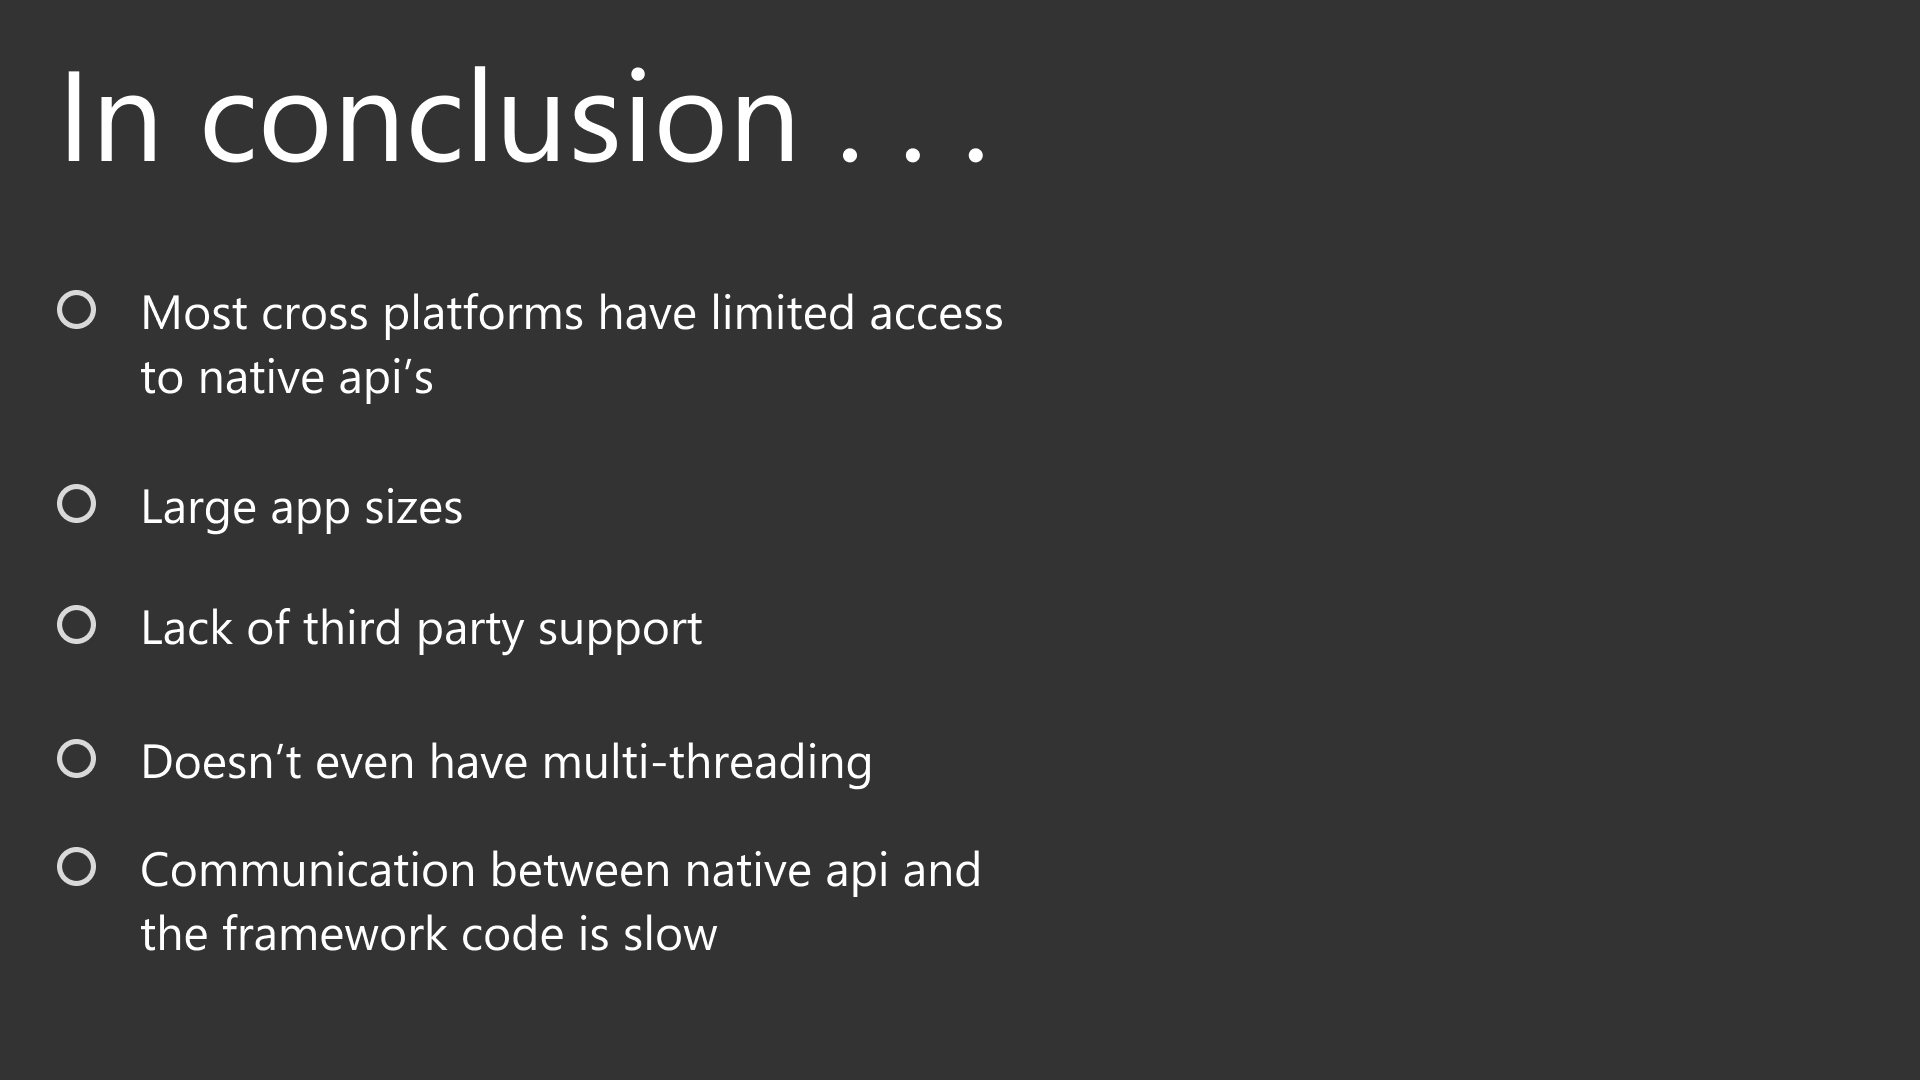 In conclusion . . .
Most cross platforms have limited access
to native api’s
Large app sizes
Lack of third party support
Doesn’t even have multi-threading
Communication between native api and
the framework code is slow